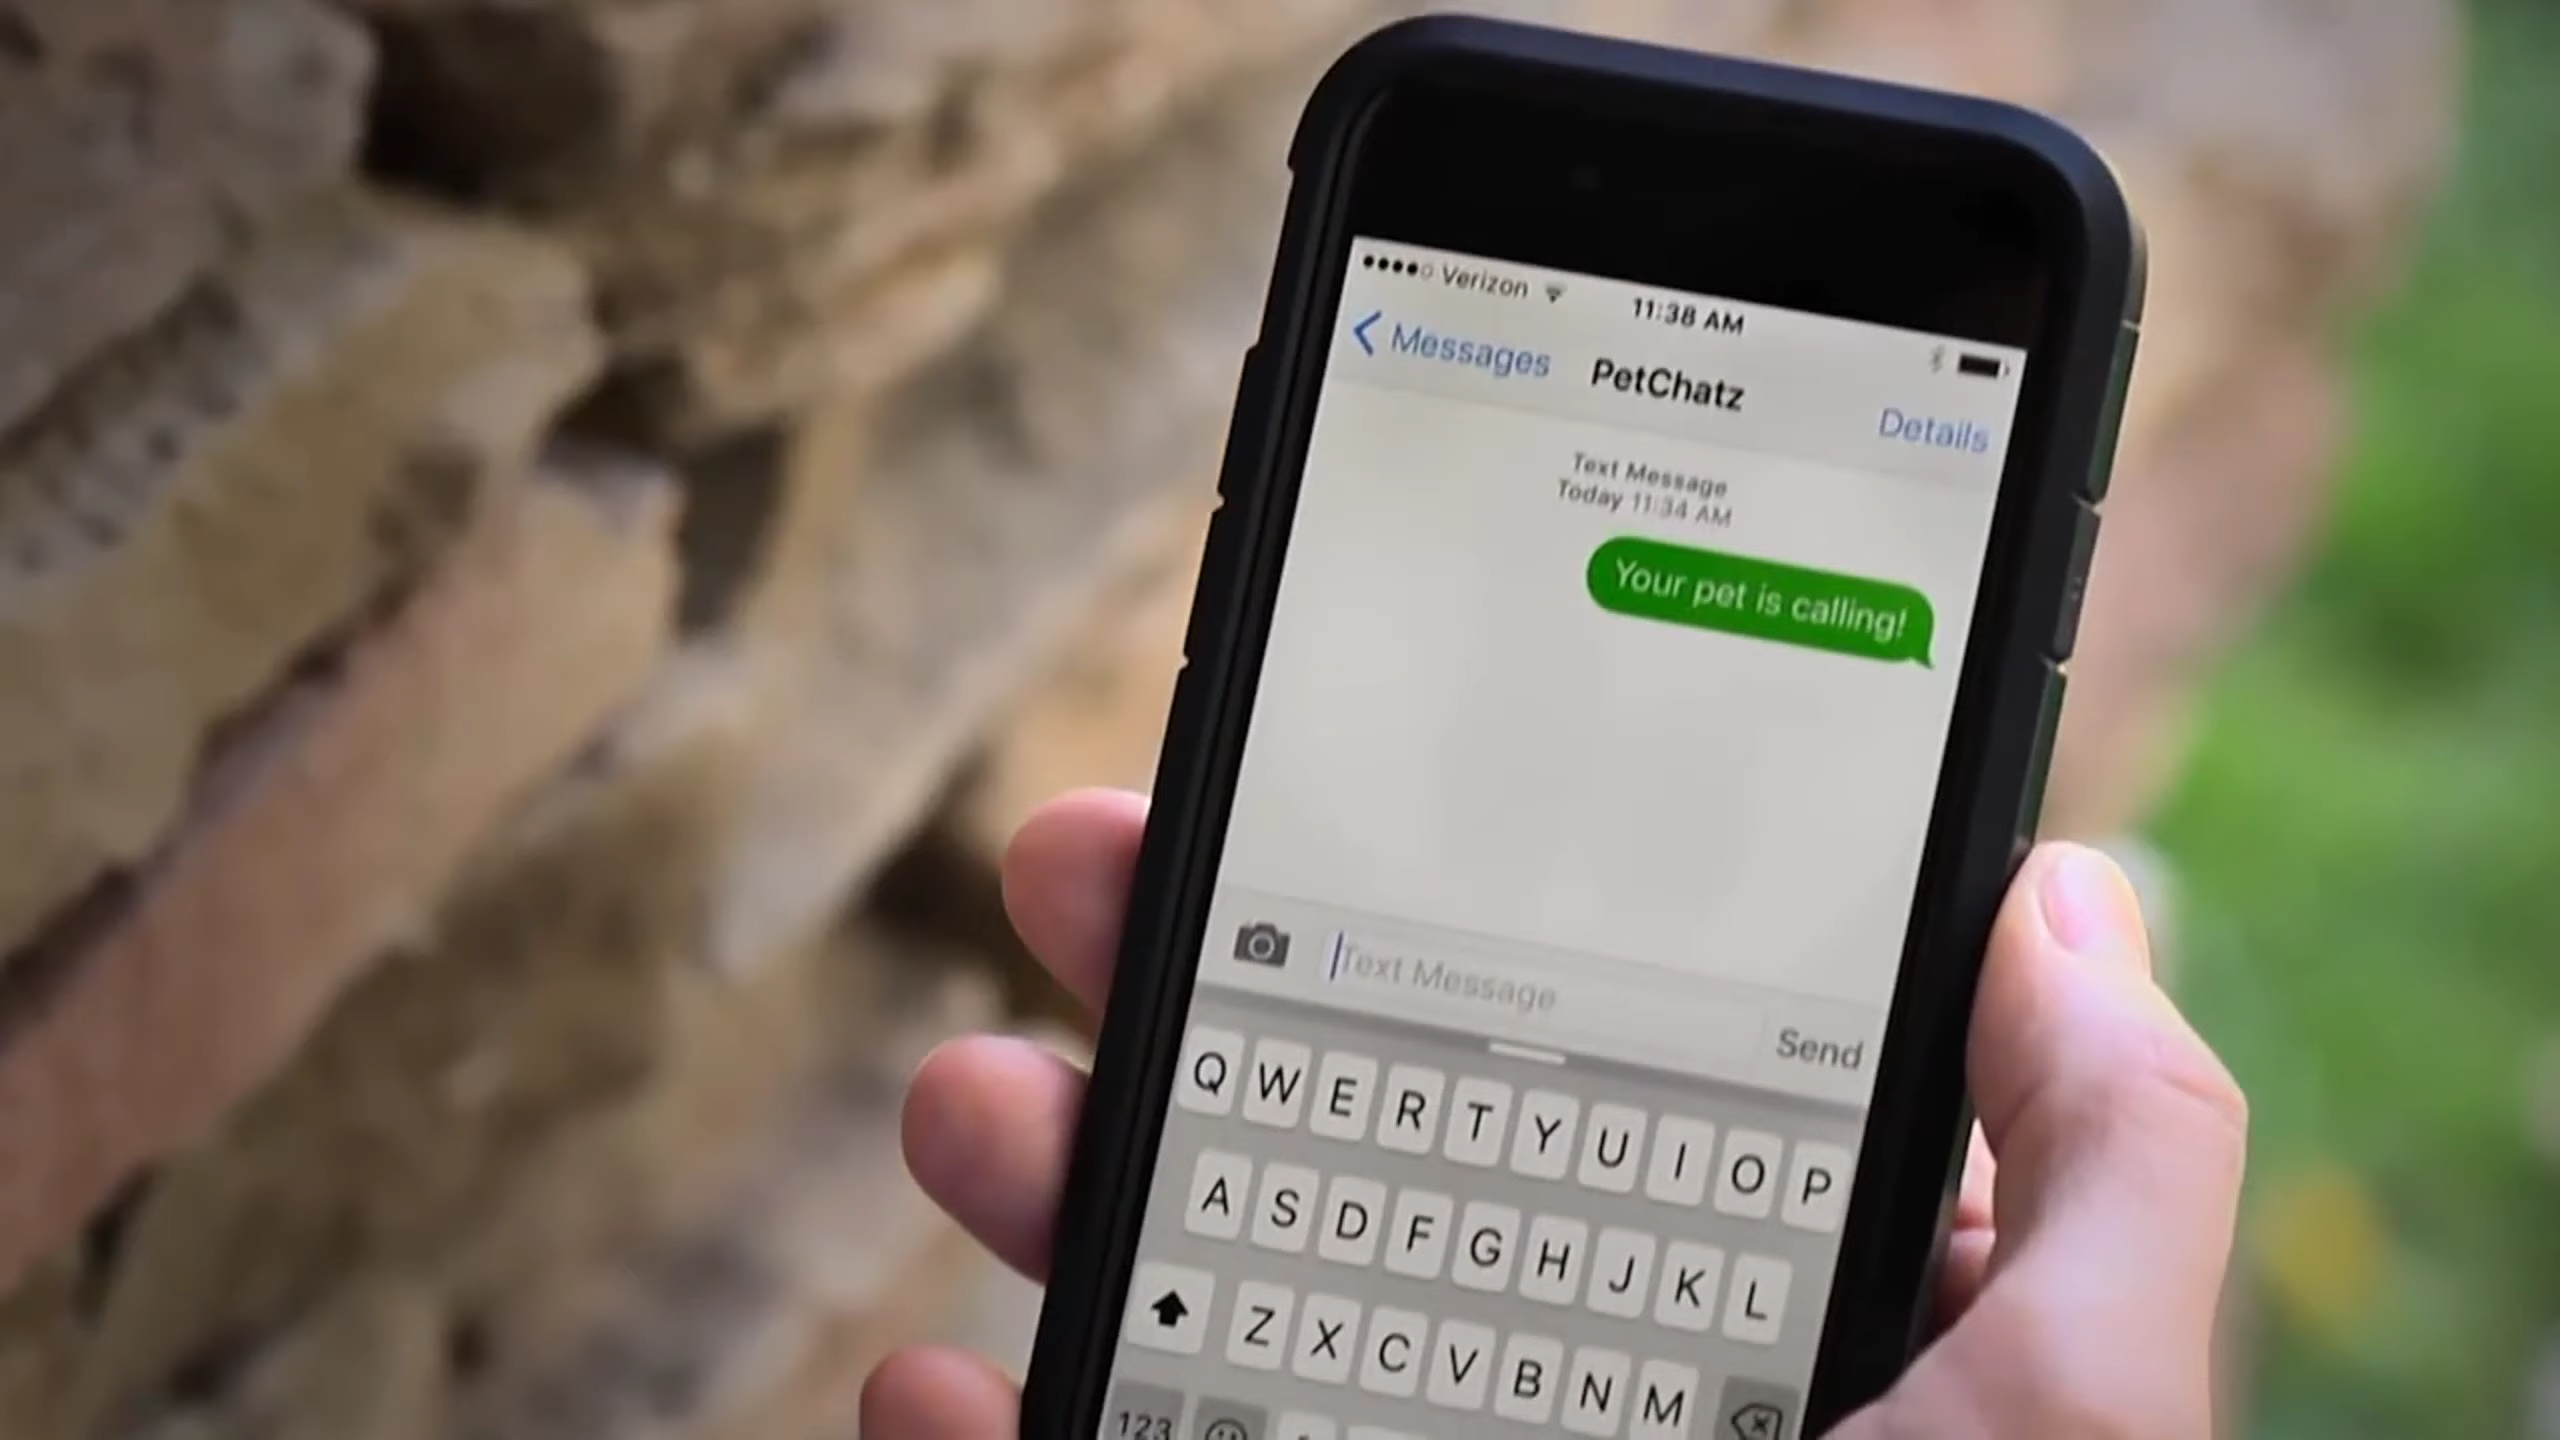 Verizon 11:38 AM
Messages PetChatz Details
Text Message
Today 11:34 AM
Your pet is calling!
Text Message Send
Q W E R T Y U I O P
A S D F G H J K L
Z X C V B N M
123